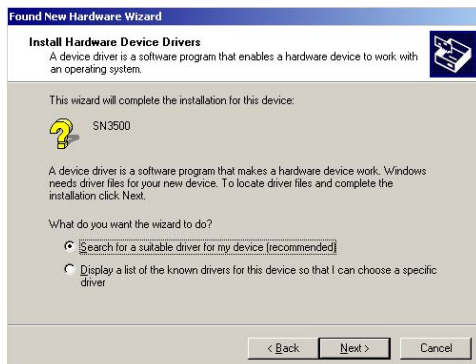 Found New Hardware Wizard
Install Hardware Device Drivers
A device driver is a software program that enables a hardware device to work with
an operating system.
This wizard will complete the installation for this device:
SN3500
A device driver is a software program that makes a hardware device work. Windows
needs driver files for your new device. To locate driver files and complete the
installation click Next.
What do you want the wizard to do?
Search for a suitable driver for my device (recommended)
Display a list of the known drivers for this device so that I can choose a specific
driver
< Back Next > Cancel